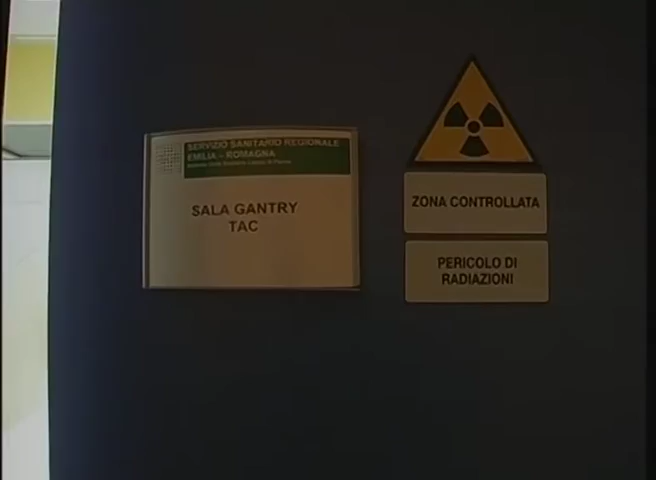 SERVIZIO SANITARIO REGIONALE
EMILIA - ROMAGNA
SALA GANTRY
TAC
ZONA CONTROLLATA
PERICOLO DI
RADIAZIONI